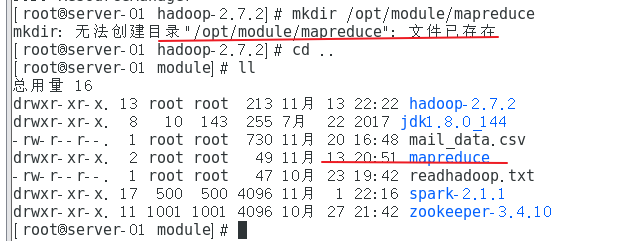 [root@server-01 hadoop-2.7.2]# mkdir /opt/module/mapreduce
mkdir: 无法创建目录"/opt/module/mapreduce": 文件已存在
[root@server-01 hadoop-2.7.2]# cd ..
[root@server-01 module]# ll
总用量 16
drwxr-xr-x. 13 root root 213 11月 13 22:22 hadoop-2.7.2
drwxr-xr-x. 8 10 143 255 7月 22 2017 jdk1.8.0_144
-rw-r--r--. 1 root root 730 11月 20 16:48 mail_data.csv
drwxr-xr-x. 2 root root 49 11月 13 20:51 mapreduce
-rw-r--r--. 1 root root 47 10月 23 19:42 readhadoop.txt
drwxr-xr-x. 17 500 500 4096 11月 1 22:16 spark-2.1.1
drwxr-xr-x. 11 1001 1001 4096 10月 27 21:42 zookeeper-3.4.10
[root@server-01 module]#